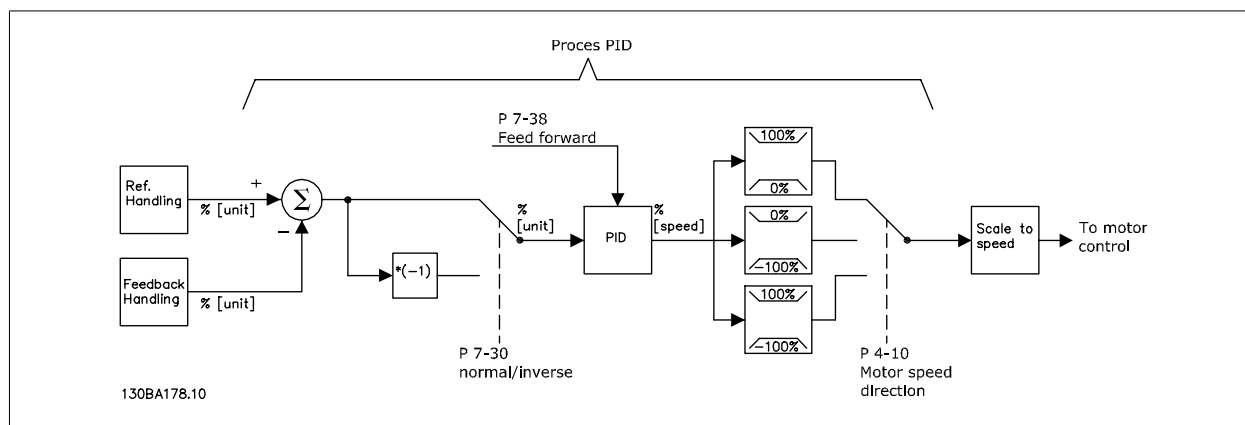 Proces PID
P 7-38
Feed forward
Ref.
Handling
+
% [unit]
Σ
−
Feedback
Handling
% [unit]
*(-1)
%
[unit]
PID
%
[speed]
100%
0%
0%
-100%
100%
-100%
Scale to
speed
To motor
control
P 7-30
normal/inverse
P 4-10
Motor speed
direction
130BA178.10